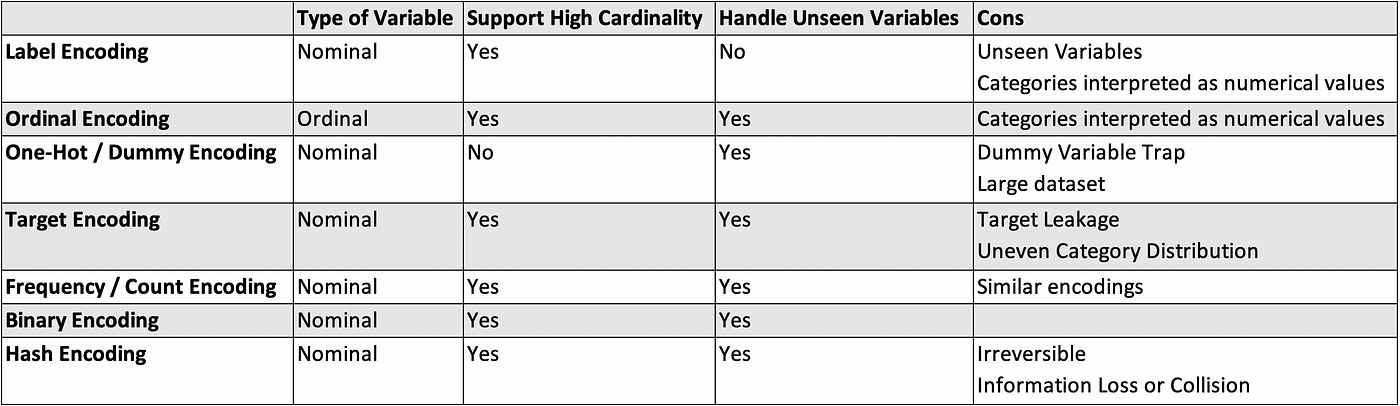 Type of Variable Support High Cardinality Handle Unseen Variables Cons
Label Encoding Nominal Yes No Unseen Variables
Categories interpreted as numerical values
Ordinal Encoding Ordinal Yes Yes Categories interpreted as numerical values
One-Hot / Dummy Encoding Nominal No Yes Dummy Variable Trap
Large dataset
Target Encoding Nominal Yes Yes Target Leakage
Uneven Category Distribution
Frequency / Count Encoding Nominal Yes Yes Similar encodings
Binary Encoding Nominal Yes Yes
Hash Encoding Nominal Yes Yes Irreversible
Information Loss or Collision